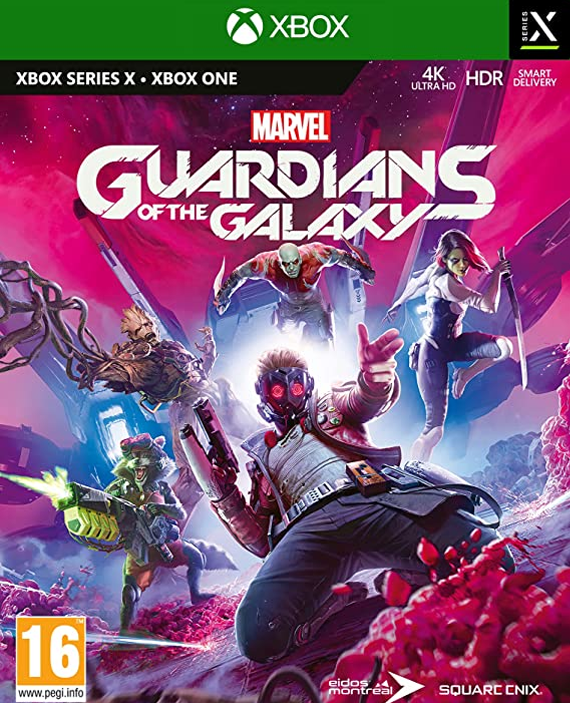 XBOX
SERIES X
XBOX SERIES X • XBOX ONE
4K
ULTRA HD
HDR
SMART
DELIVERY
MARVEL
GUARDIANS
OF THE
GALAXY
16
www.pegi.info
eidos
montréal
SQUARE ENIX.